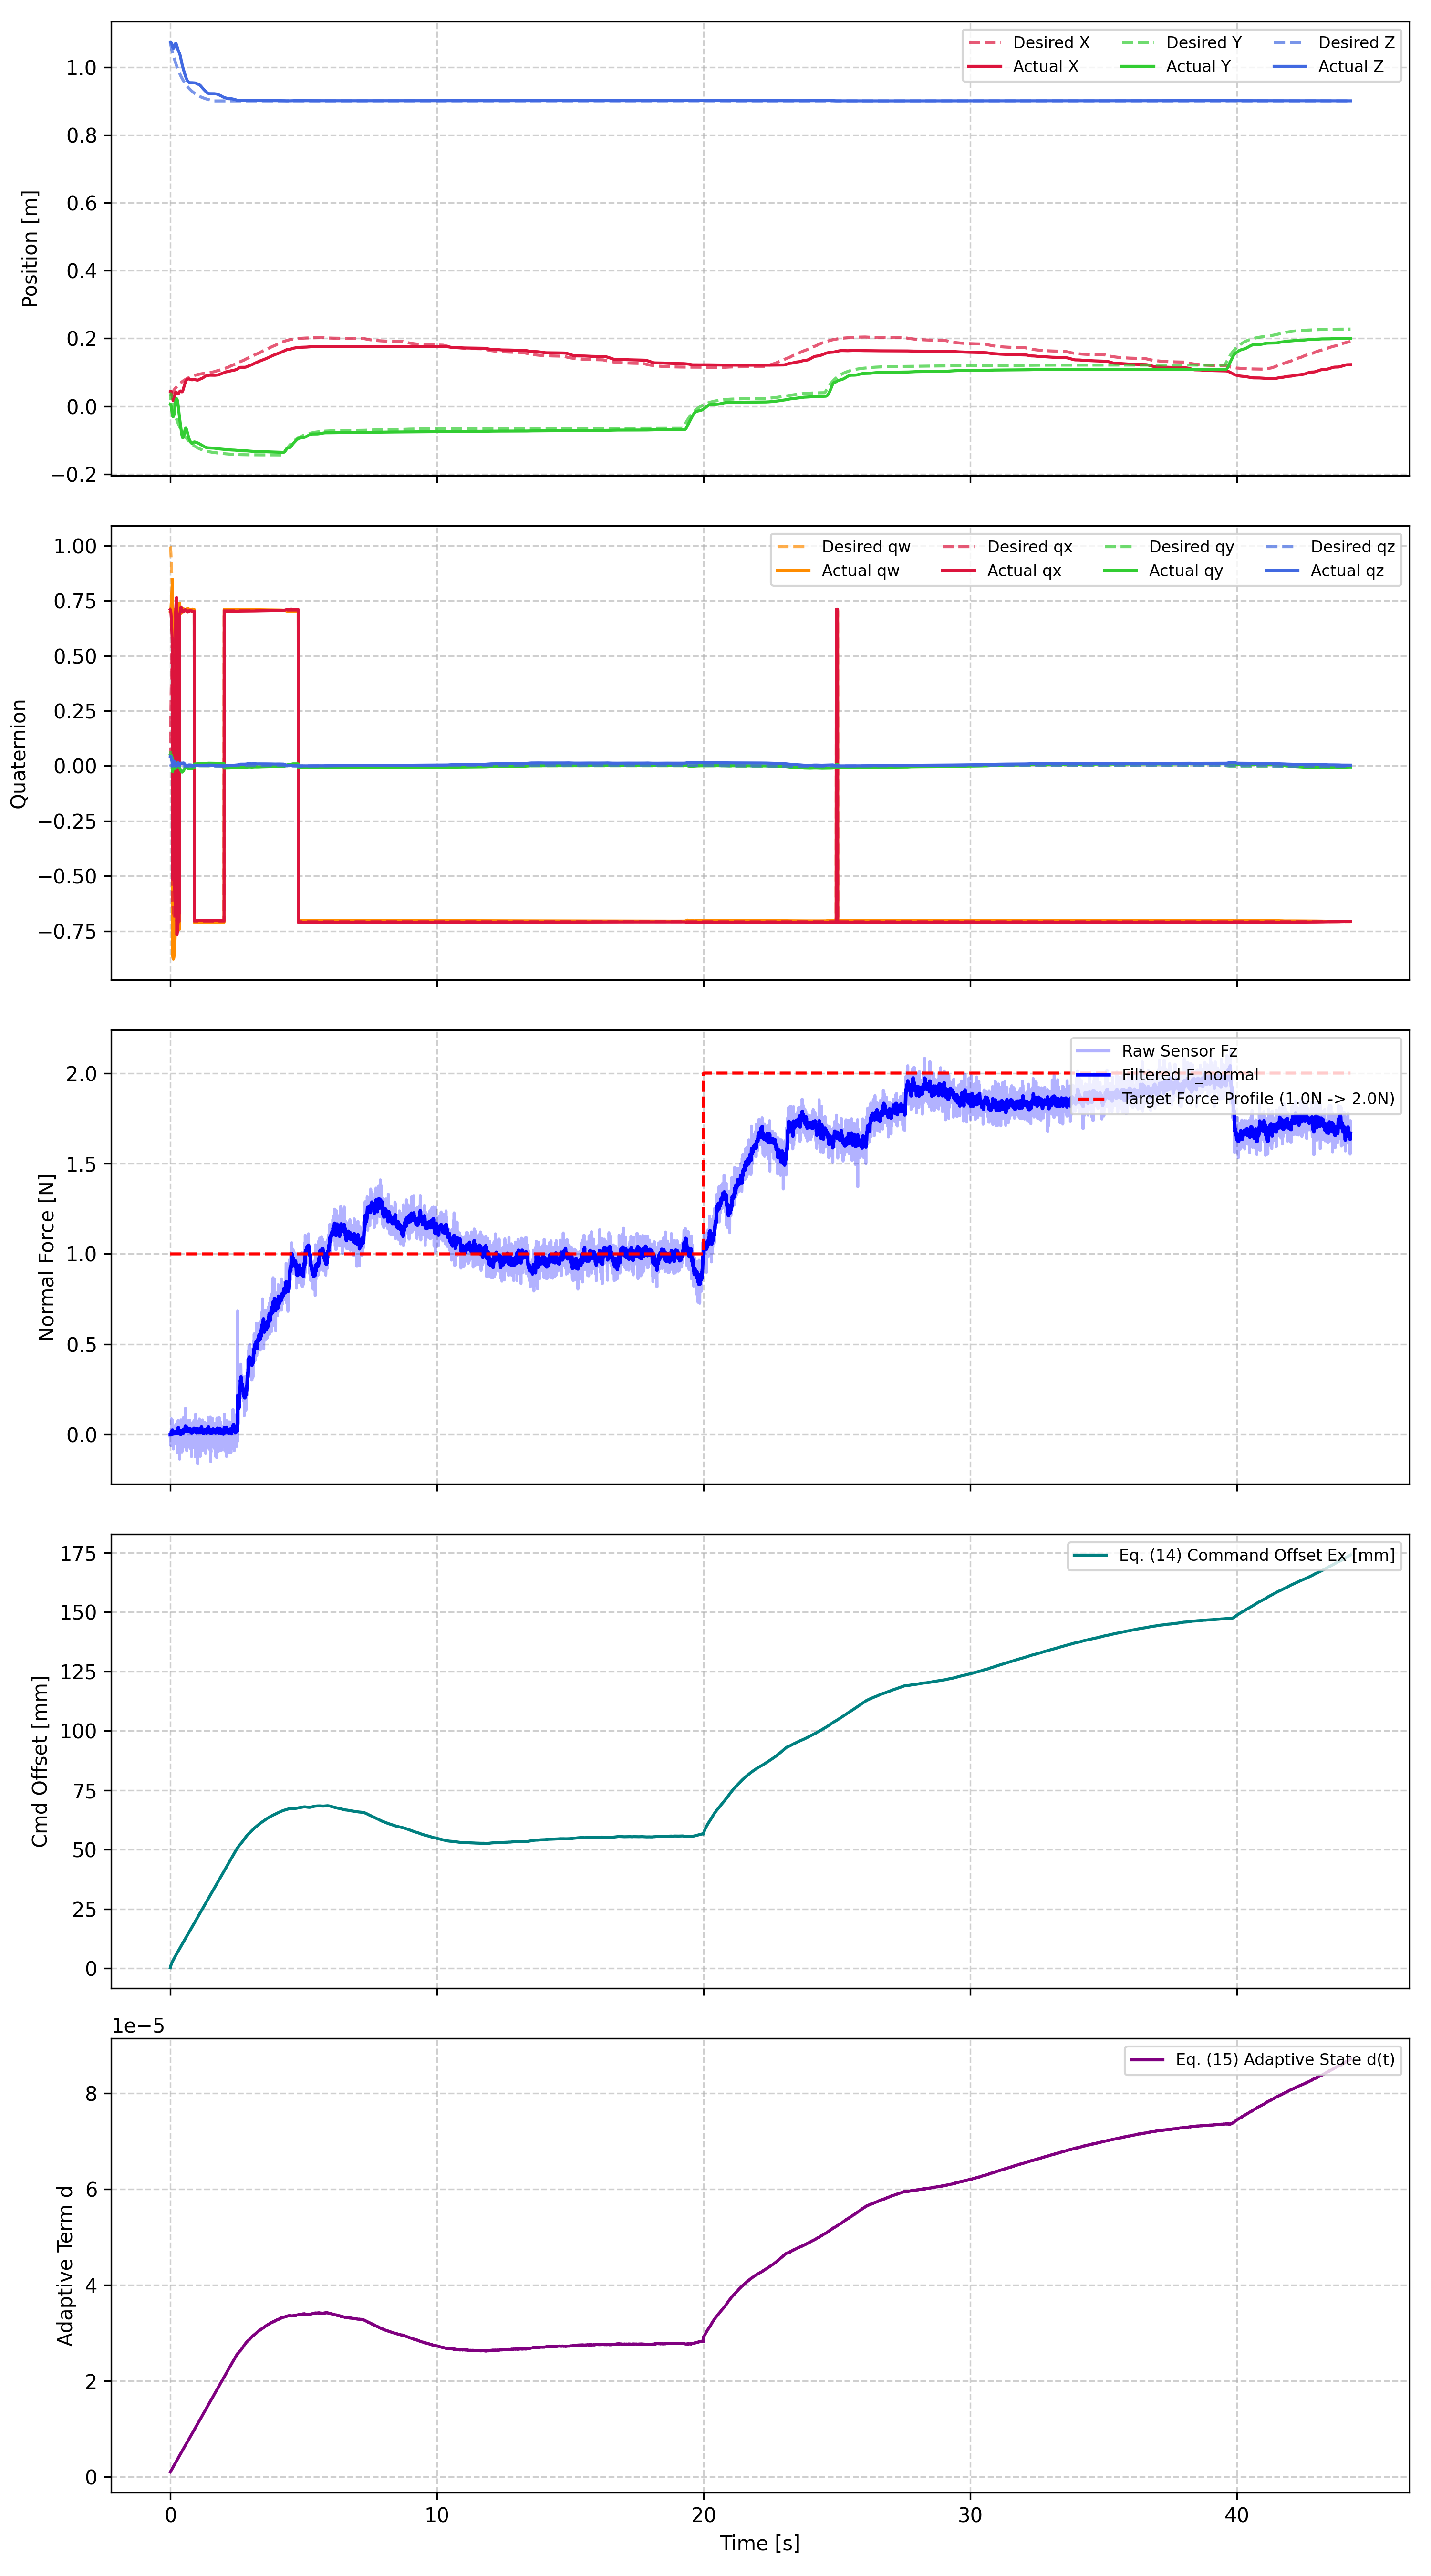 Desired X Desired Y Desired Z
Actual X Actual Y Actual Z
1.0
0.8
0.6
0.4
0.2
0.0
−0.2
Position [m]
Desired qw Desired qx Desired qy Desired qz
Actual qw Actual qx Actual qy Actual qz
1.00
0.75
0.50
0.25
0.00
−0.25
−0.50
−0.75
Quaternion
Raw Sensor Fz
Filtered F_normal
Target Force Profile (1.0N -> 2.0N)
2.0
1.5
1.0
0.5
0.0
Normal Force [N]
Eq. (14) Command Offset Ex [mm]
175
150
125
100
75
50
25
0
Cmd Offset [mm]
1e−5
Eq. (15) Adaptive State d(t)
8
6
4
2
0
Adaptive Term d
0 10 20 30 40
Time [s]